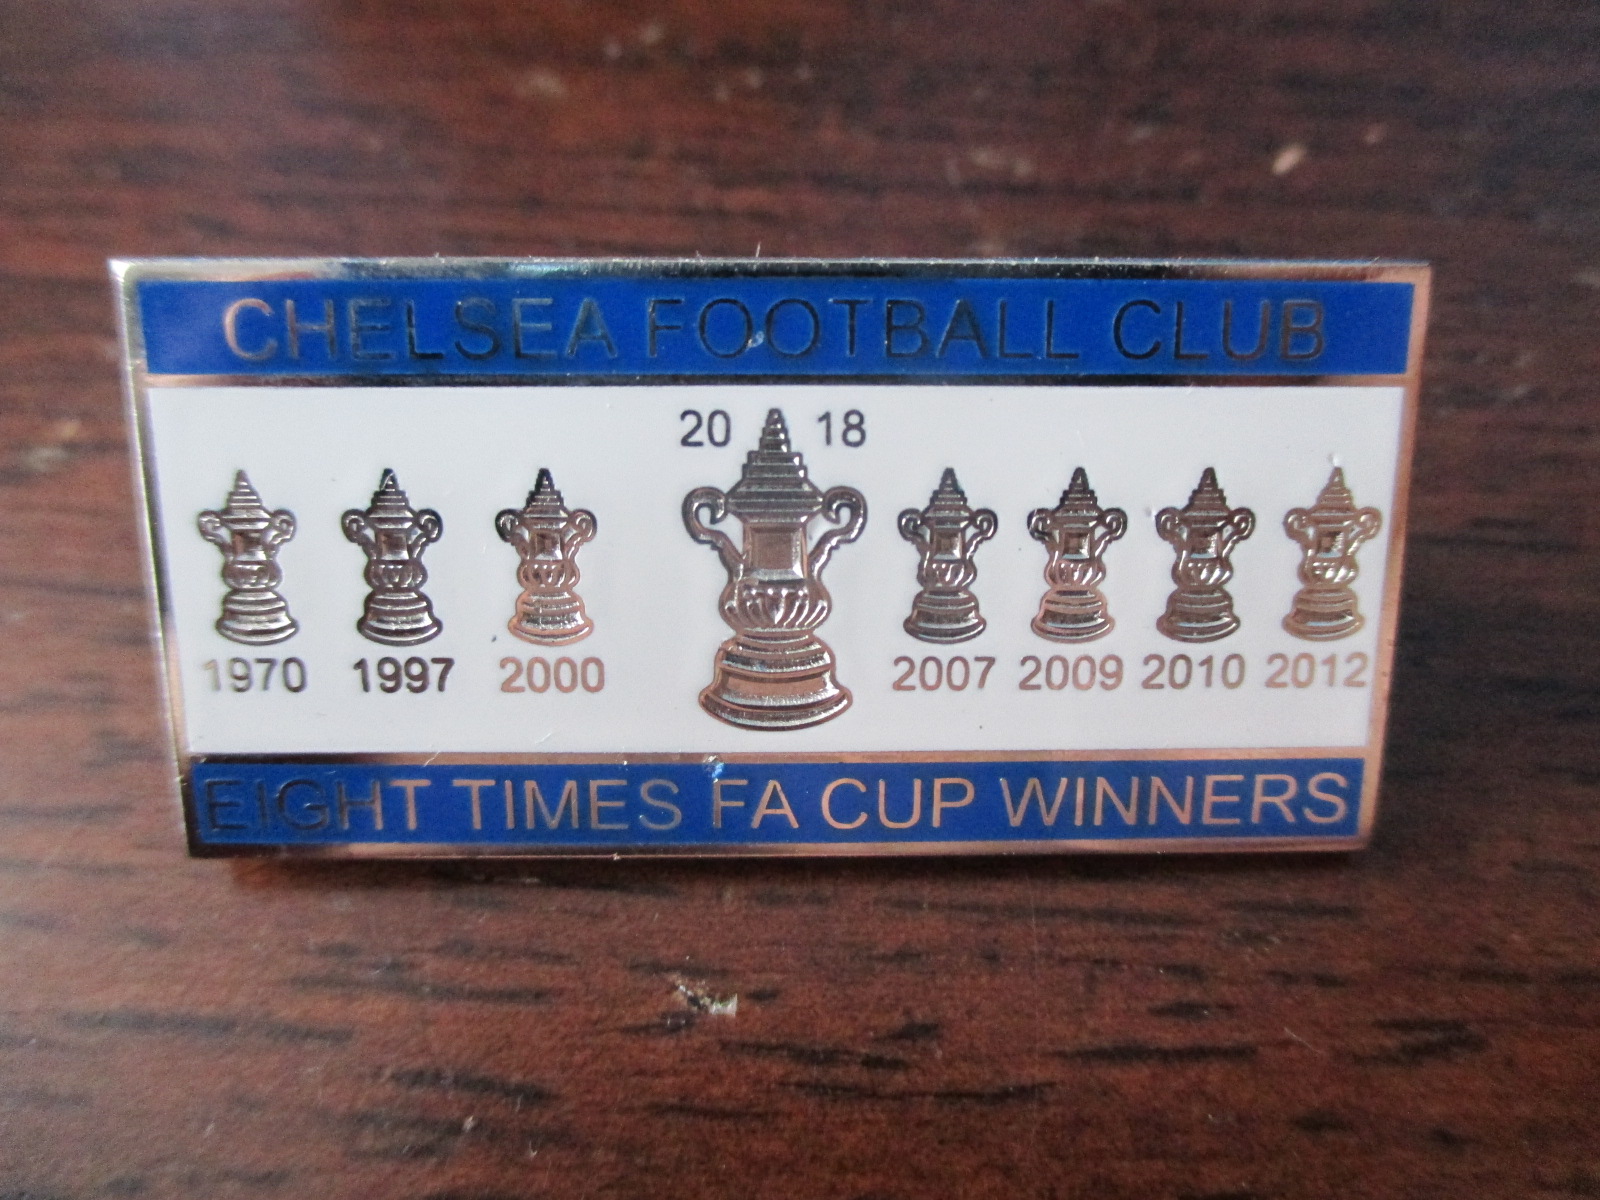 CHELSEA FOOTBALL CLUB
20 18
1970 1997 2000 2007 2009 2010 2012
EIGHT TIMES FA CUP WINNERS